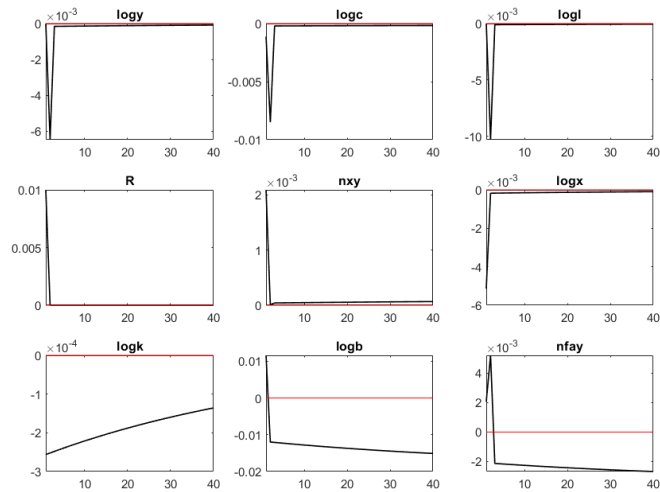 ×10⁻³ logy
0
-2
-4
-6
10 20 30 40
logc
0
-0.005
-0.01
10 20 30 40
×10⁻³ logl
0
-5
-10
10 20 30 40
R
0.01
0.005
0
10 20 30 40
×10⁻³ nxy
2
1
0
10 20 30 40
×10⁻³ logx
0
-2
-4
-6
10 20 30 40
×10⁻⁴ logk
0
-1
-2
-3
10 20 30 40
logb
0.01
0
-0.01
-0.02
10 20 30 40
×10⁻³ nfay
4
2
0
-2
10 20 30 40